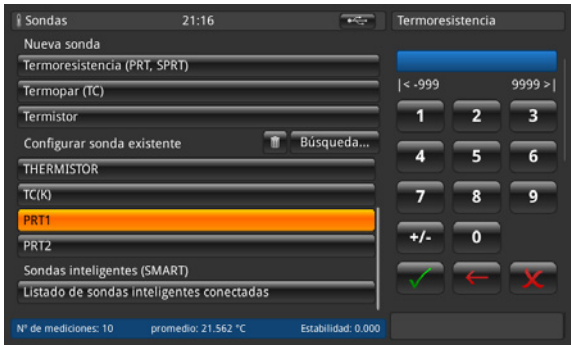 Sondas 21:16 Termoresistencia
Nueva sonda
Termoresistencia (PRT, SPRT)
Termopar (TC)
|< -999 9999 >|
Termistor
1 2 3
Configurar sonda existente Búsqueda...
4 5 6
THERMISTOR
TC(K)
7 8 9
PRT1
+/- 0
PRT2
Sondas inteligentes (SMART)
Listado de sondas inteligentes conectadas
Nº de mediciones: 10 promedio: 21.562 °C Estabilidad: 0.000